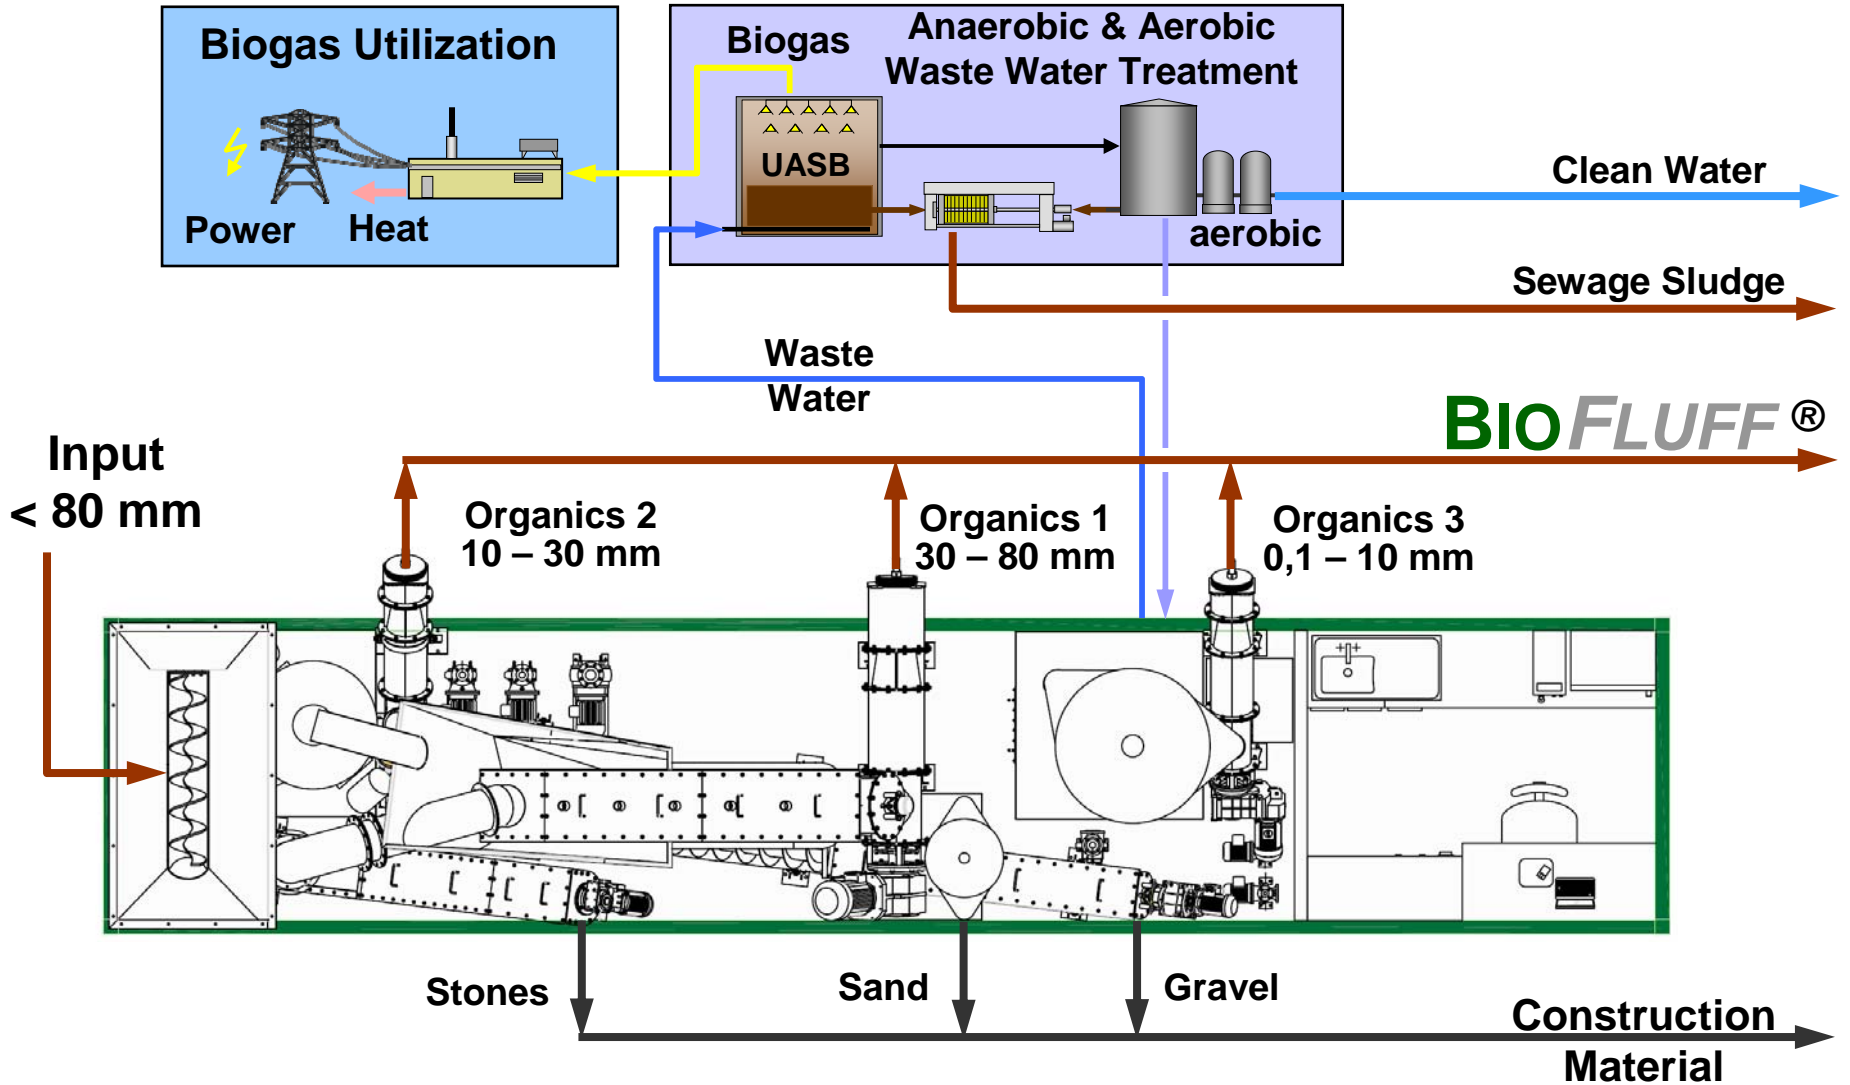 Biogas Utilization
Power
Heat
Biogas
Anaerobic & Aerobic
Waste Water Treatment
UASB
aerobic
Clean Water
Sewage Sludge
Waste
Water
BIOFLUFF ®
Input
< 80 mm
Organics 2
10 – 30 mm
Organics 1
30 – 80 mm
Organics 3
0,1 – 10 mm
Stones
Sand
Gravel
Construction
Material